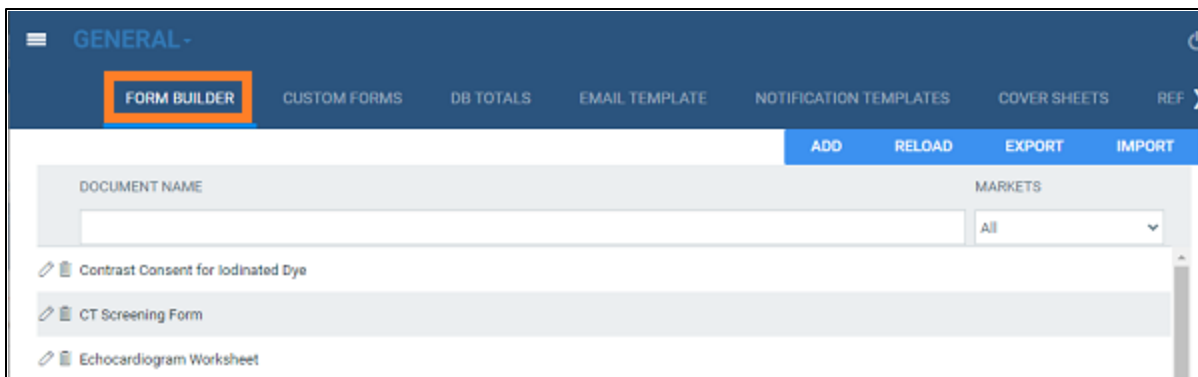 GENERAL
FORM BUILDER CUSTOM FORMS DB TOTALS EMAIL TEMPLATE NOTIFICATION TEMPLATES COVER SHEETS REF
ADD RELOAD EXPORT IMPORT
DOCUMENT NAME MARKETS
All
Contrast Consent for Iodinated Dye
CT Screening Form
Echocardiogram Worksheet